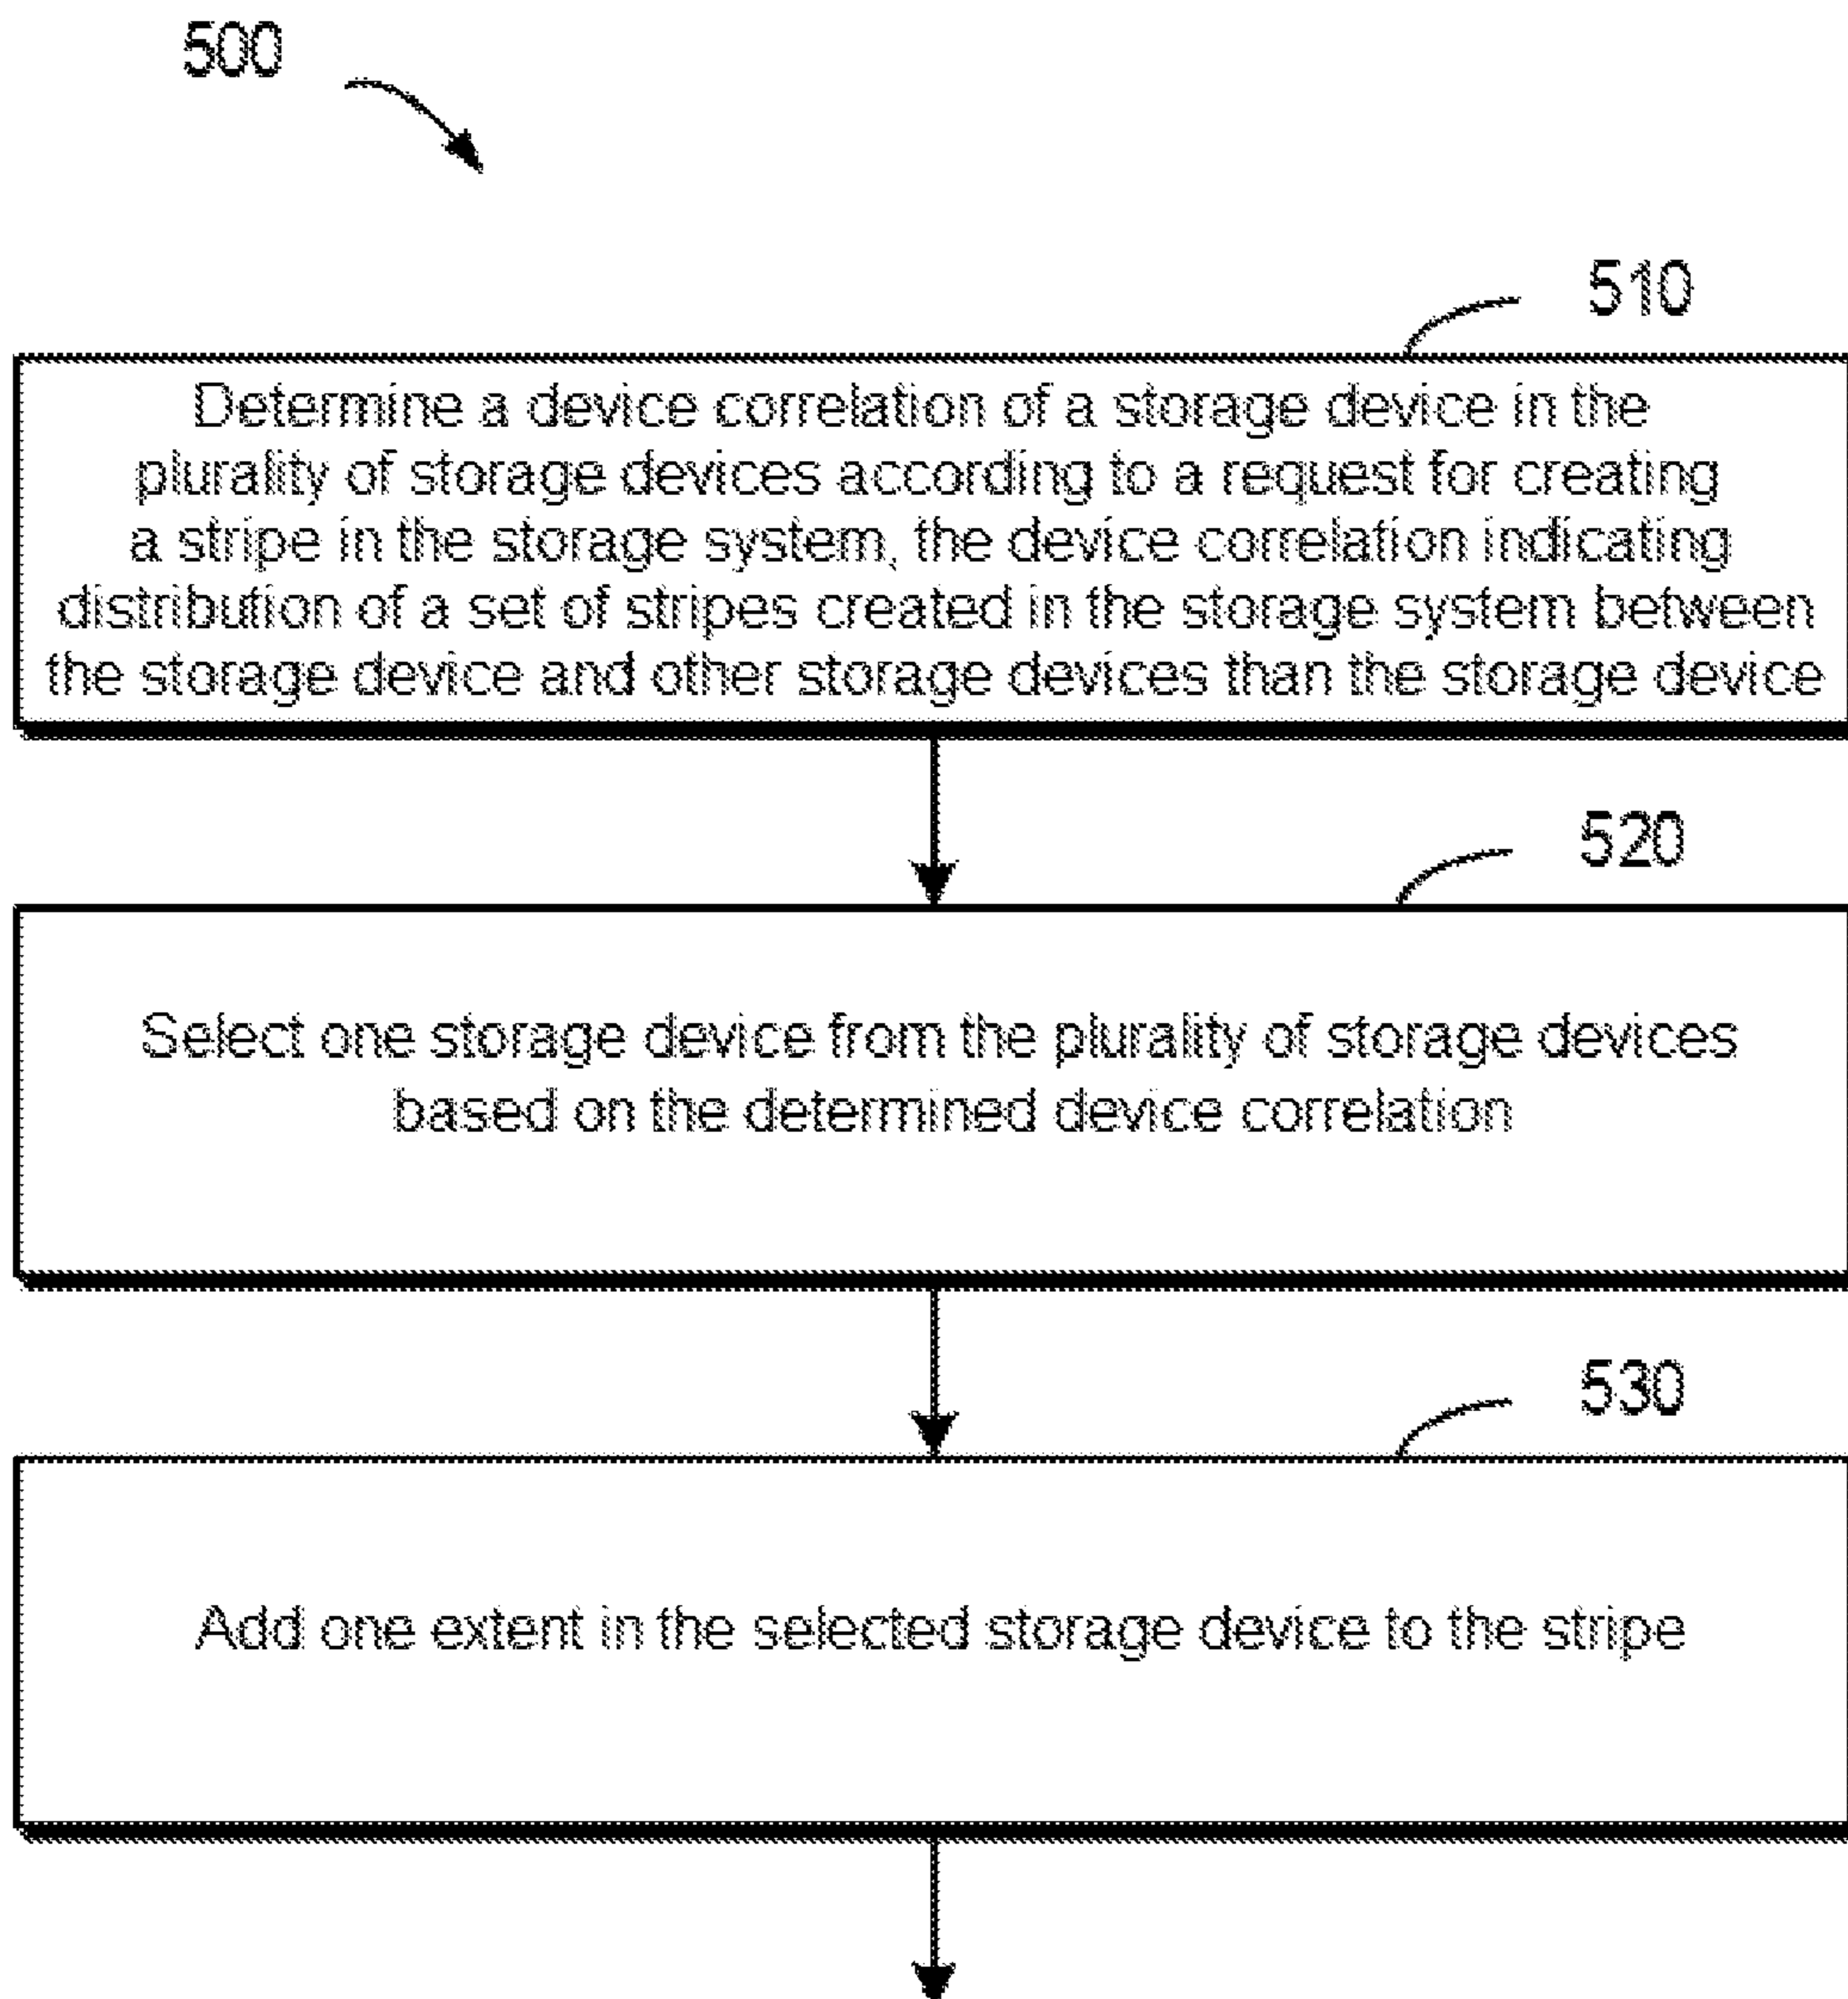 500
510
Determine a device correlation of a storage device in the
plurality of storage devices according to a request for creating
a stripe in the storage system, the device correlation indicating
distribution of a set of stripes created in the storage system between
the storage device and other storage devices than the storage device
520
Select one storage device from the plurality of storage devices
based on the determined device correlation
530
Add one extent in the selected storage device to the stripe